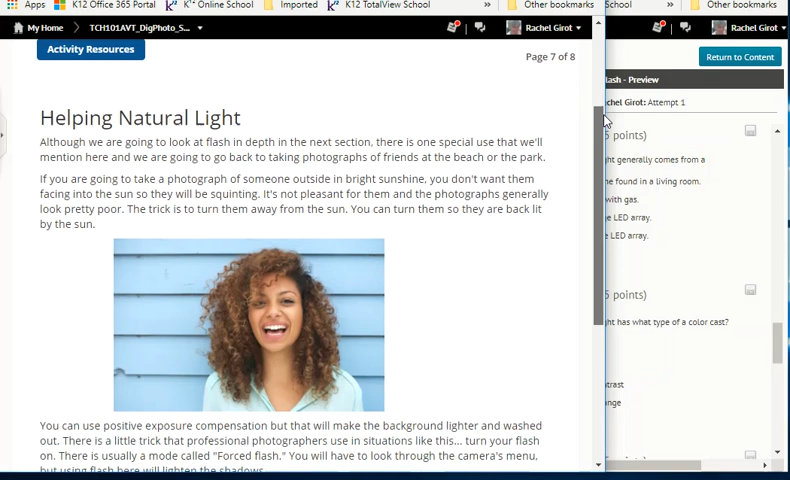 Apps K12 Office 365 Portal K¹² Online School Imported K12 TotalView School » Other bookmarks School » Other bookmarks
My Home TCH101AVT_DigPhoto_S... Rachel Girot Rachel Girot
Activity Resources
Page 7 of 8
Return to Content
lash - Preview
achel Girot: Attempt 1
Helping Natural Light
Although we are going to look at flash in depth in the next section, there is one special use that we'll
mention here and we are going to go back to taking photographs of friends at the beach or the park.
If you are going to take a photograph of someone outside in bright sunshine, you don't want them
facing into the sun so they will be squinting. It's not pleasant for them and the photographs generally
look pretty poor. The trick is to turn them away from the sun. You can turn them so they are back lit
by the sun.
You can use positive exposure compensation but that will make the background lighter and washed
out. There is a little trick that professional photographers use in situations like this... turn your flash
on. There is usually a mode called "Forced flash." You will have to look through the camera's menu,
but using flash here will lighten the shadows.
5 points)
ght generally comes from a
ne found in a living room.
with gas.
e LED array.
e LED array.
5 points)
ght has what type of a color cast?
trast
nge